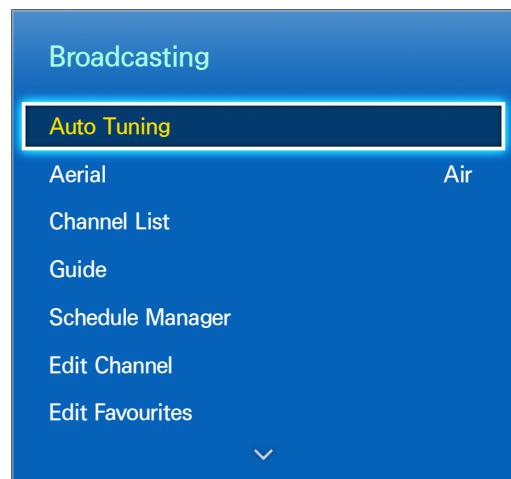 Broadcasting
Auto Tuning
Aerial Air
Channel List
Guide
Schedule Manager
Edit Channel
Edit Favourites